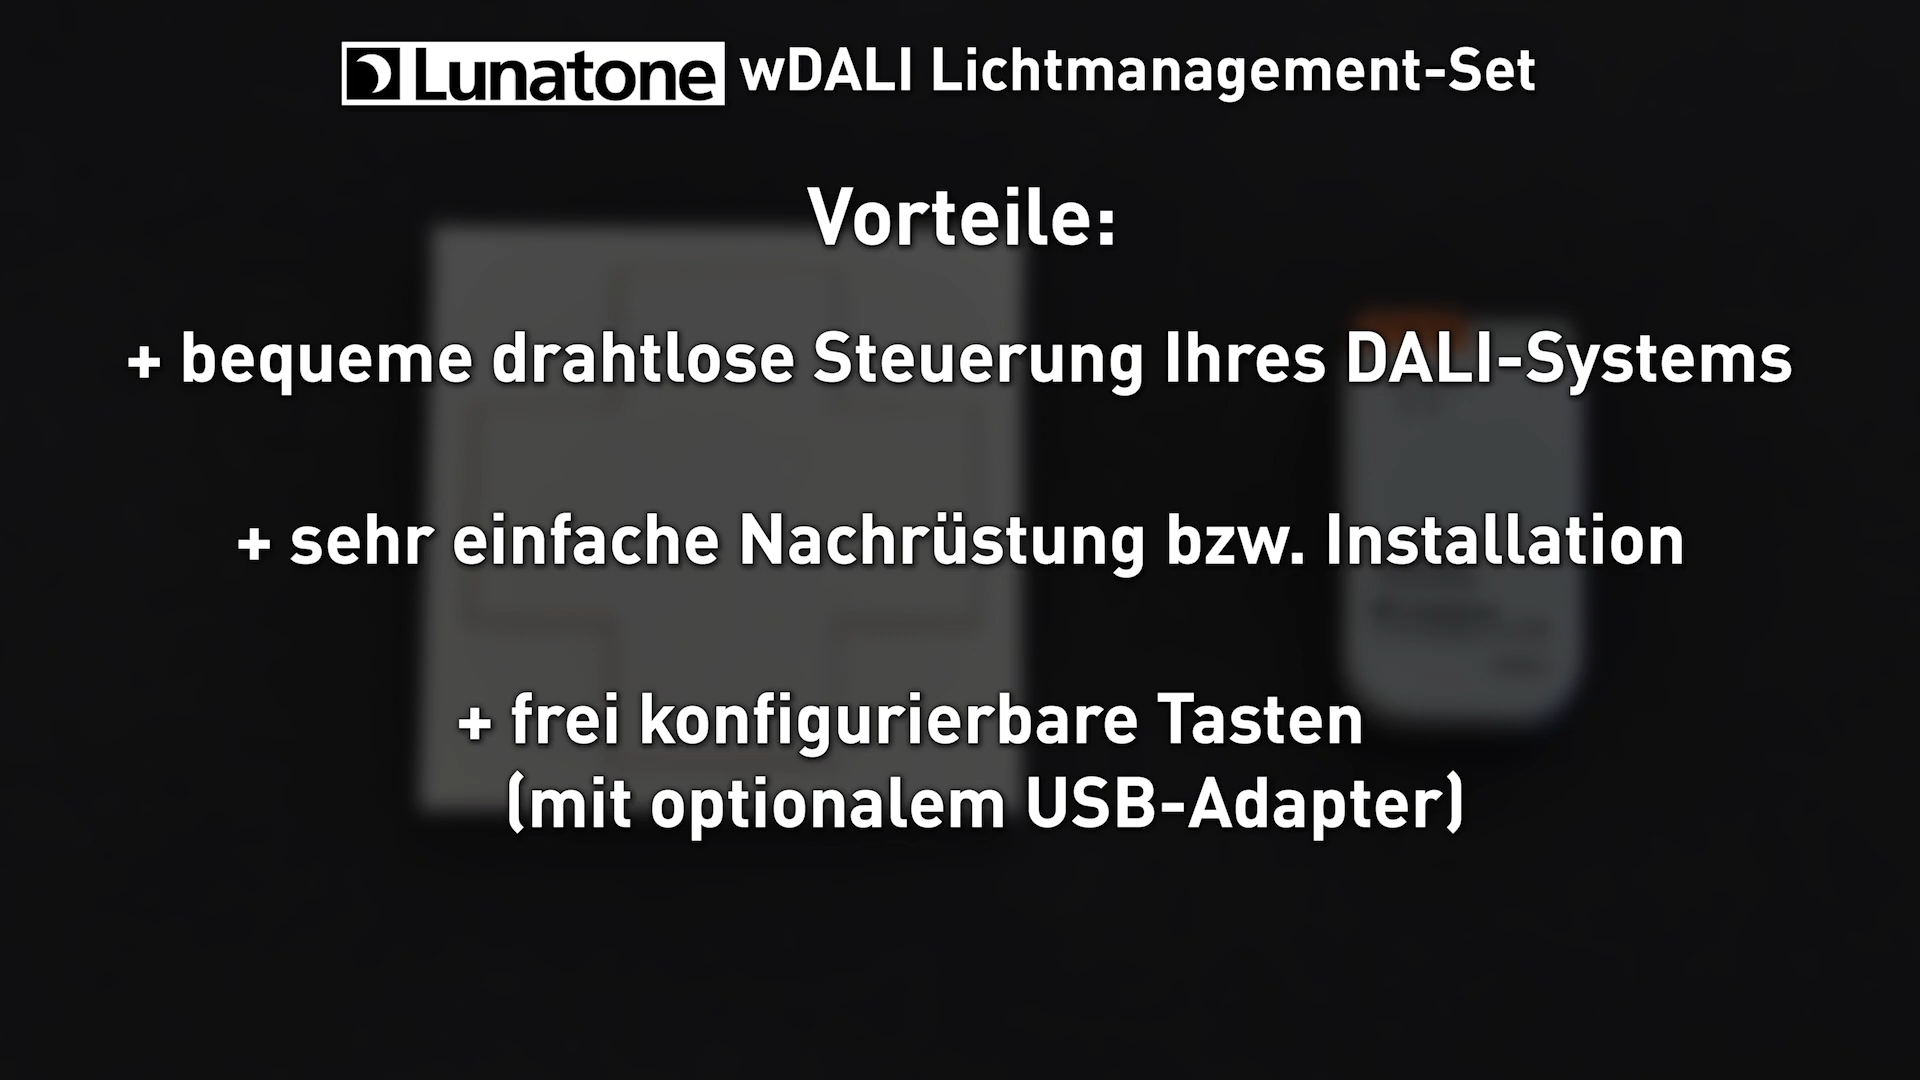 Lunatone wDALI Lichtmanagement-Set
Vorteile:
+ bequeme drahtlose Steuerung Ihres DALI-Systems
+ sehr einfache Nachrüstung bzw. Installation
+ frei konfigurierbare Tasten
(mit optionalem USB-Adapter)